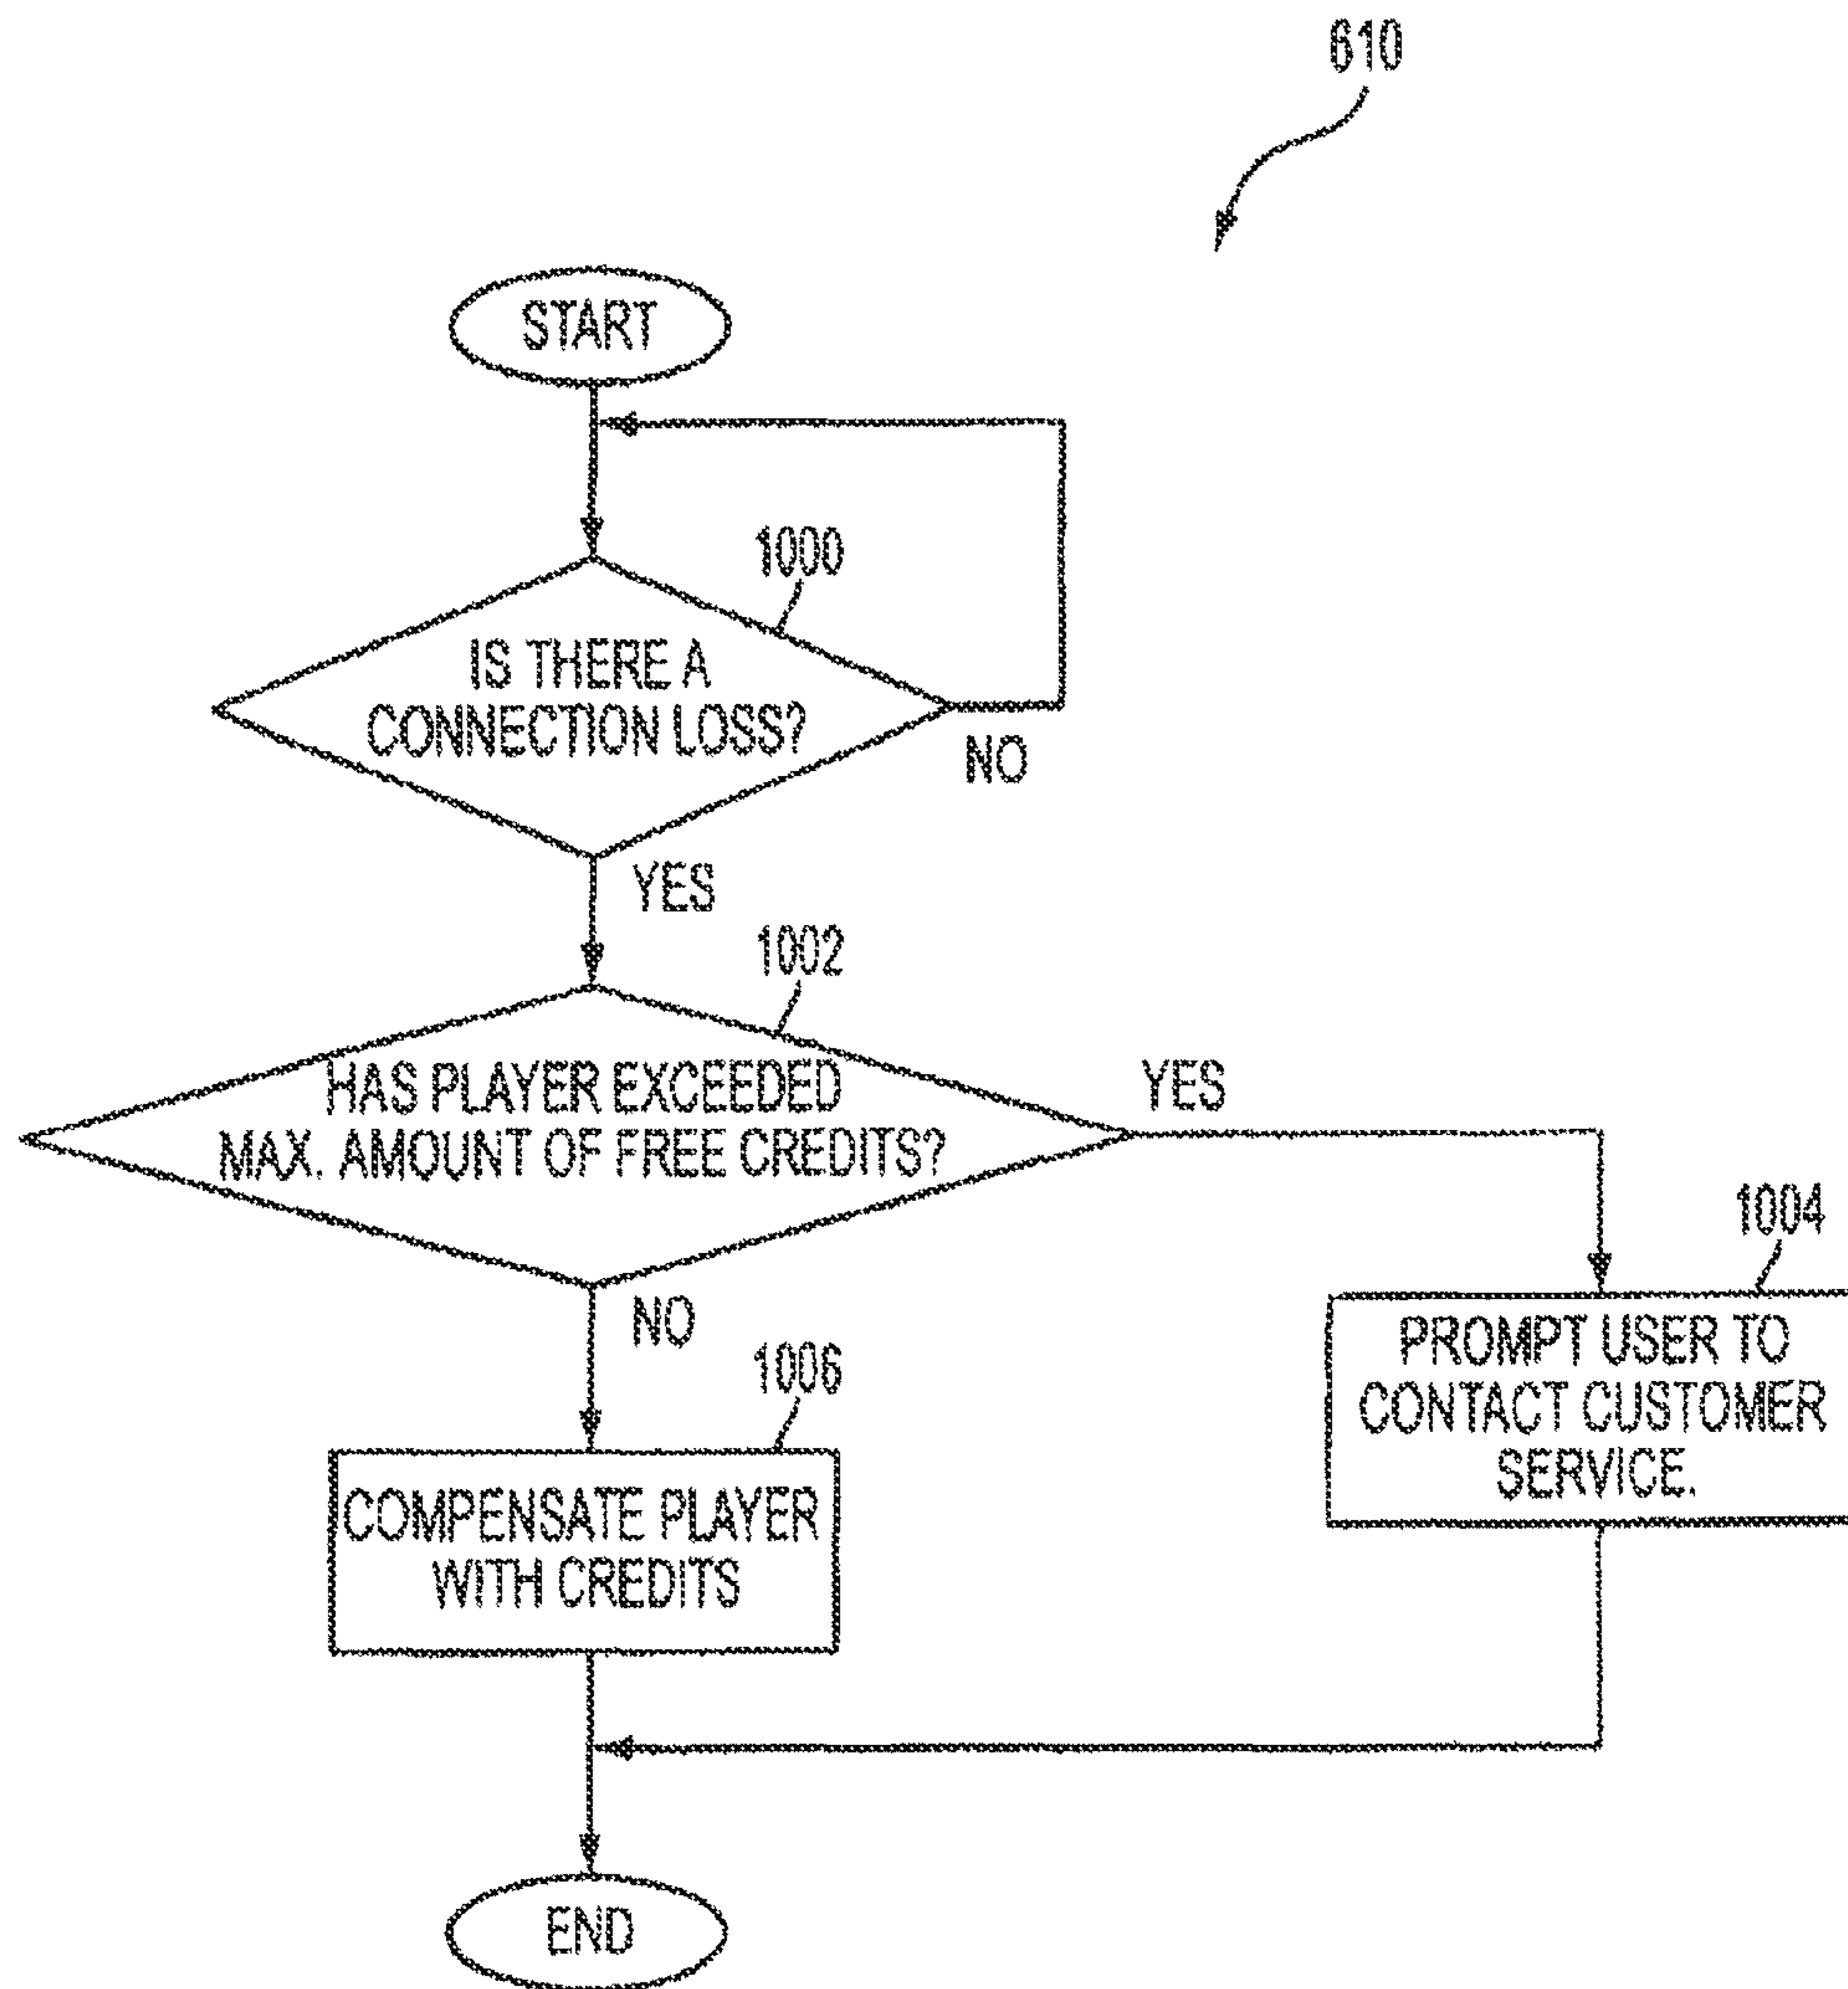 610
START
1000
IS THERE A
CONNECTION LOSS?
NO
YES
1002
HAS PLAYER EXCEEDED
MAX. AMOUNT OF FREE CREDITS?
YES
1004
NO
PROMPT USER TO
CONTACT CUSTOMER
SERVICE.
1006
COMPENSATE PLAYER
WITH CREDITS
END